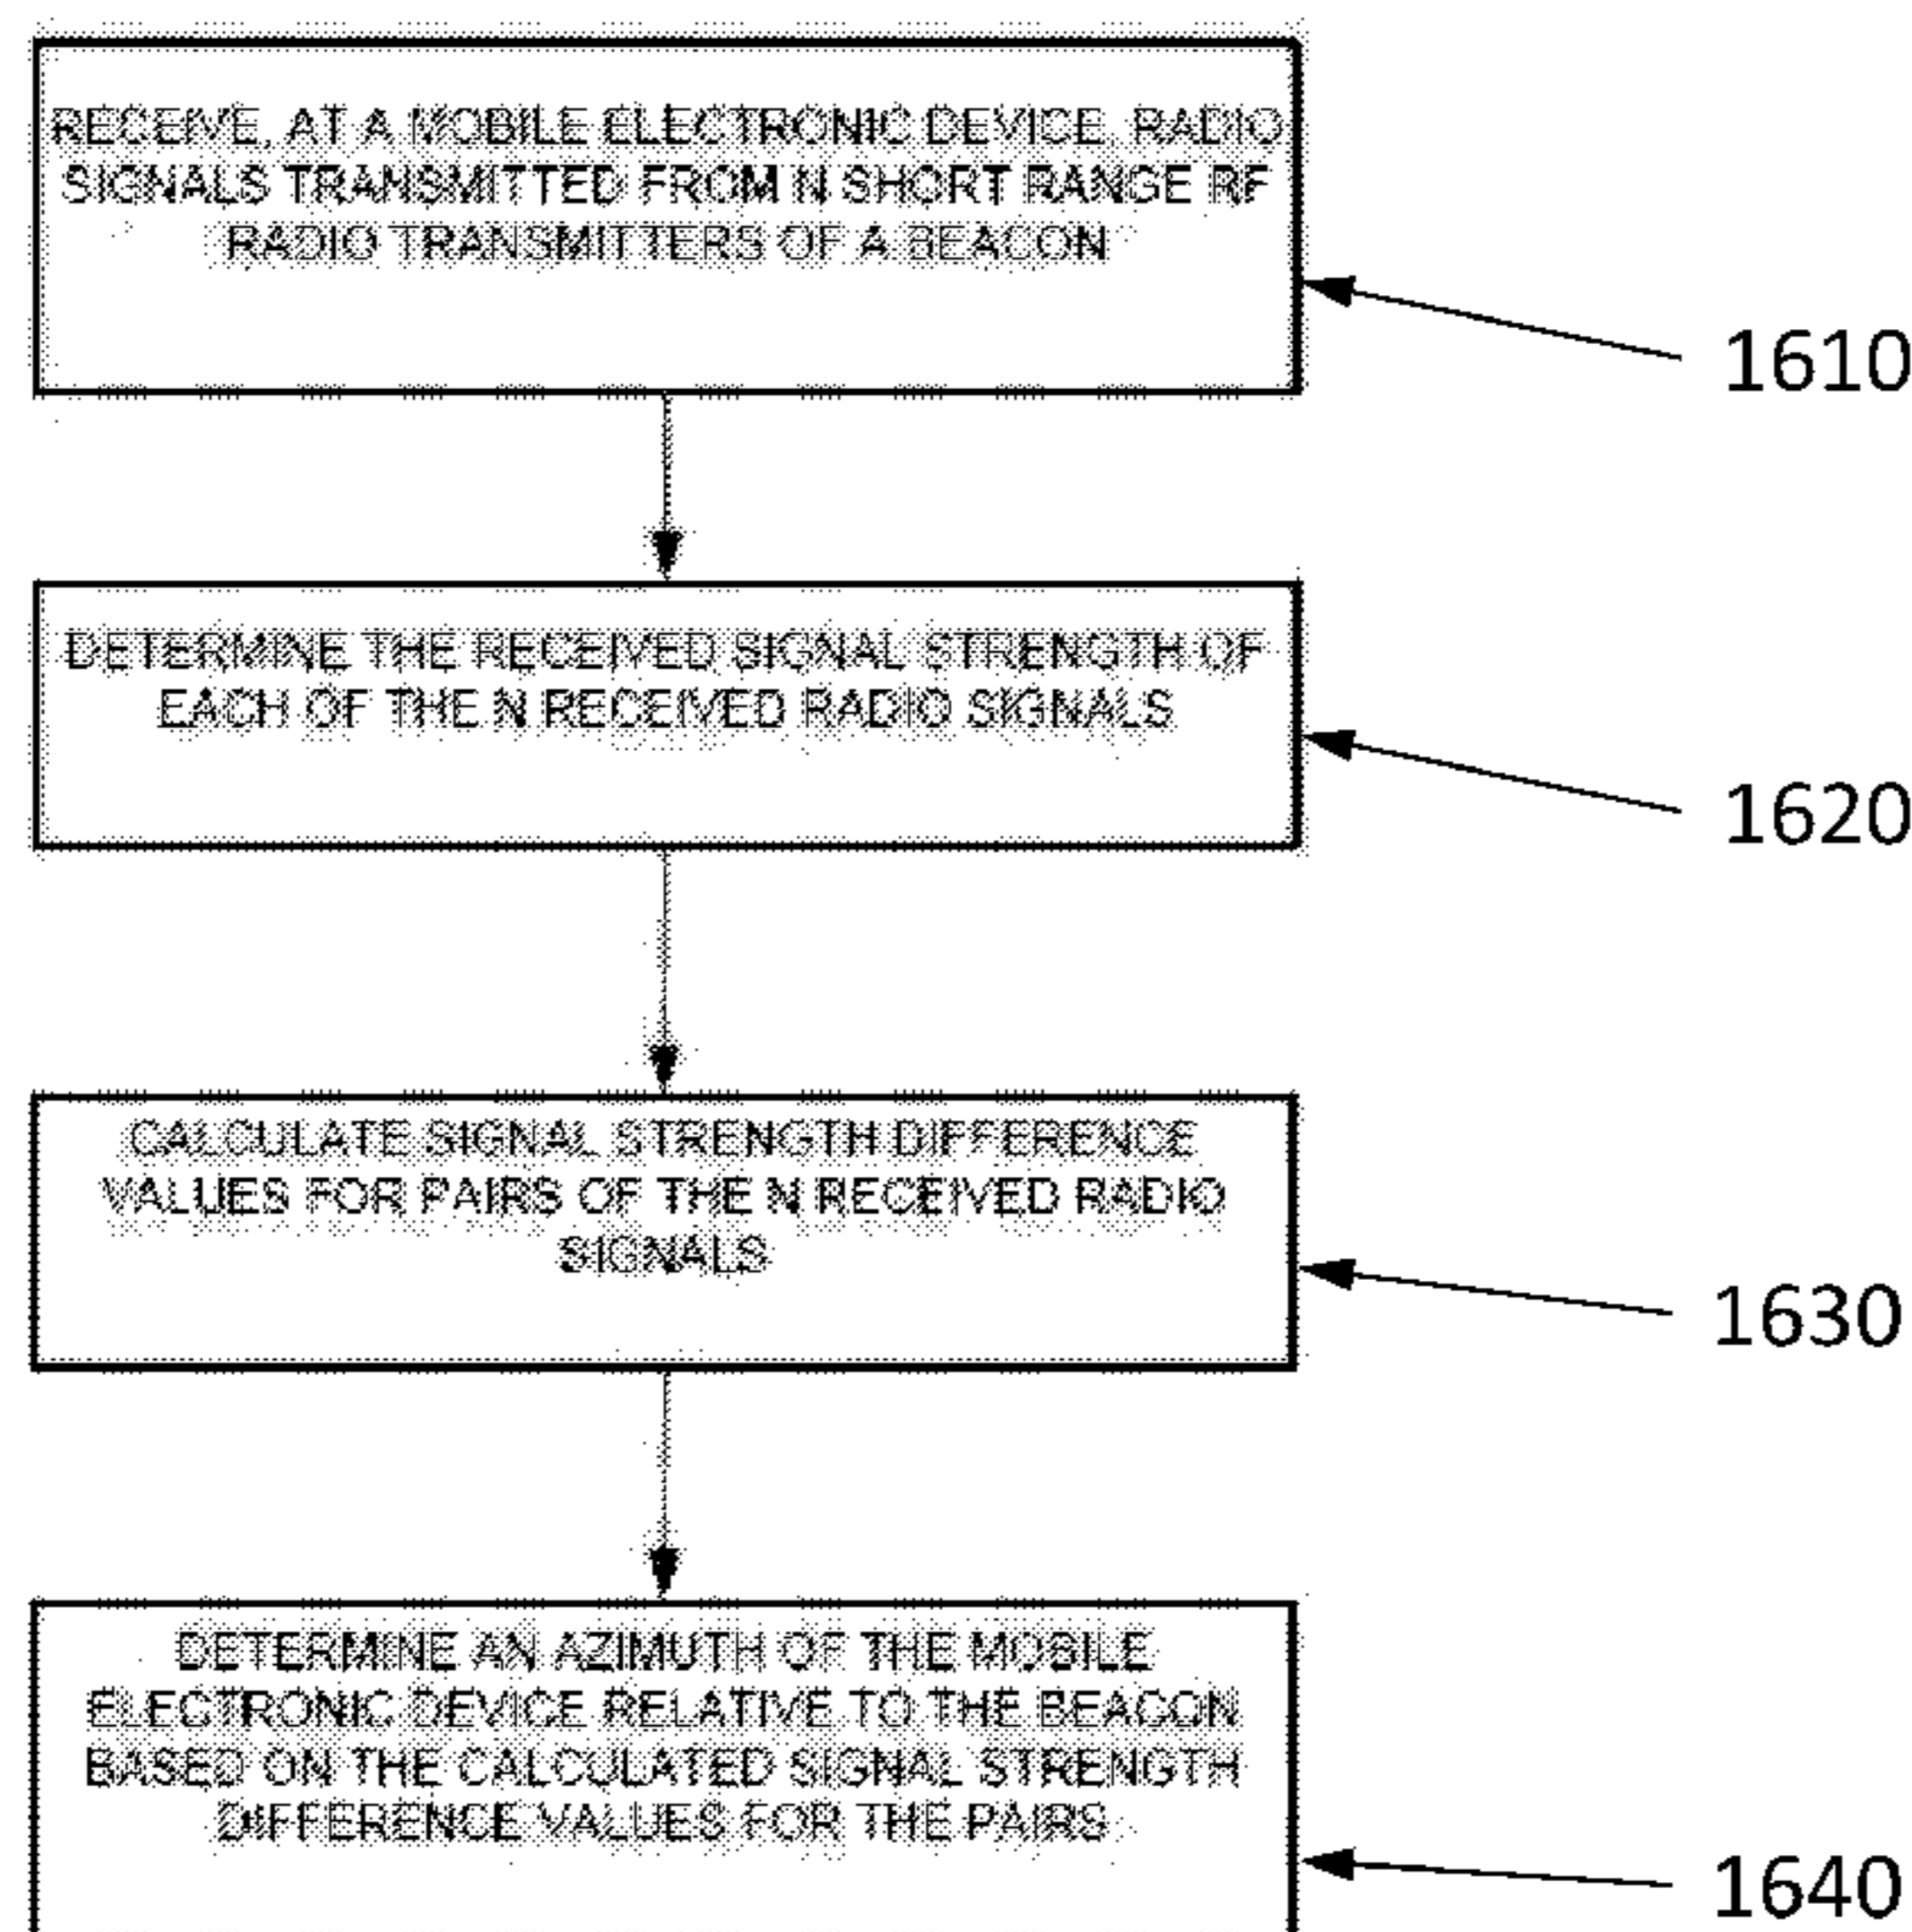 RECEIVE, AT A MOBILE ELECTRONIC DEVICE, RADIO
SIGNALS TRANSMITTED FROM N SHORT RANGE RF
RADIO TRANSMITTERS OF A BEACON
1610
DETERMINE THE RECEIVED SIGNAL STRENGTH OF
EACH OF THE N RECEIVED RADIO SIGNALS
1620
CALCULATE SIGNAL STRENGTH DIFFERENCE
VALUES FOR PAIRS OF THE N RECEIVED RADIO
SIGNALS
1630
DETERMINE AN AZIMUTH OF THE MOBILE
ELECTRONIC DEVICE RELATIVE TO THE BEACON
BASED ON THE CALCULATED SIGNAL STRENGTH
DIFFERENCE VALUES FOR THE PAIRS
1640